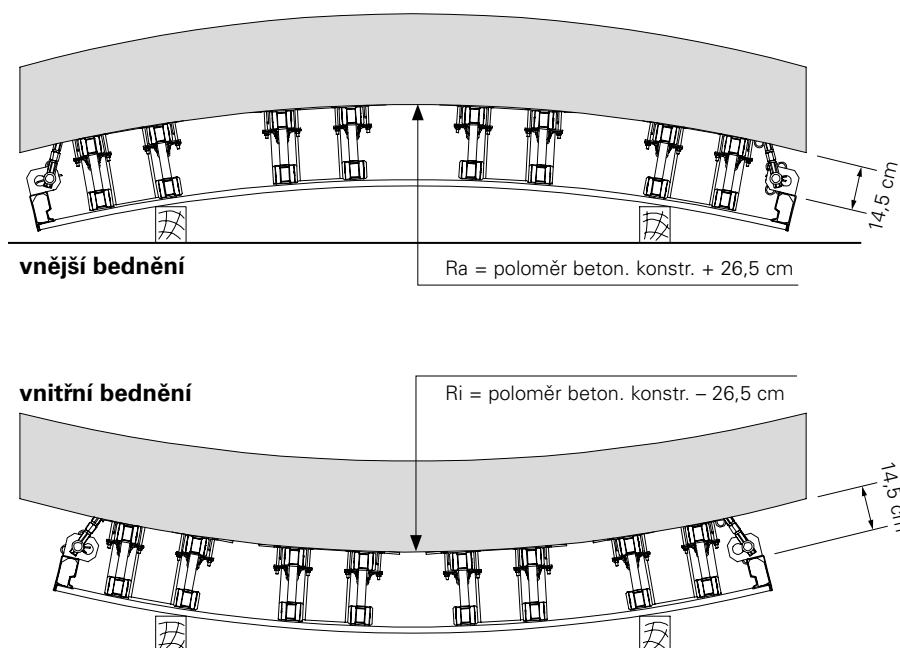 14,5 cm
vnější bednění
Ra = poloměr beton. konstr. + 26,5 cm
vnitřní bednění
Ri = poloměr beton. konstr. – 26,5 cm
14,5 cm